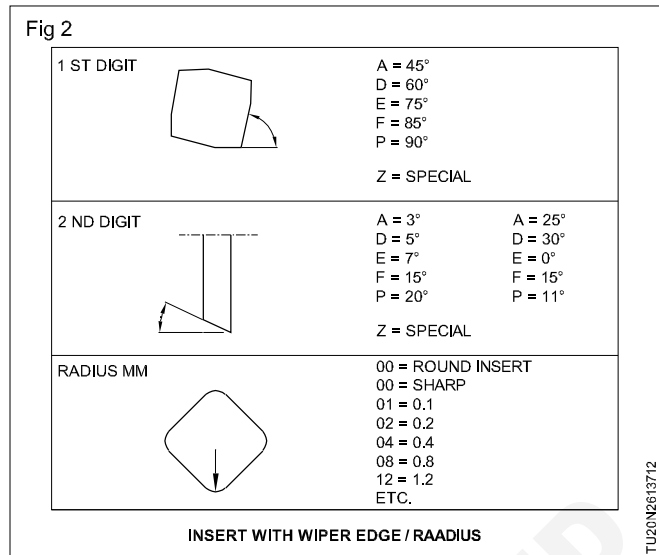 Fig 2
1 ST DIGIT
A = 45°
D = 60°
E = 75°
F = 85°
P = 90°
Z = SPECIAL
2 ND DIGIT
A = 3° A = 25°
D = 5° D = 30°
E = 7° E = 0°
F = 15° F = 15°
P = 20° P = 11°
Z = SPECIAL
RADIUS MM
00 = ROUND INSERT
00 = SHARP
01 = 0.1
02 = 0.2
04 = 0.4
08 = 0.8
12 = 1.2
ETC.
INSERT WITH WIPER EDGE / RAADIUS
TU20N2613712